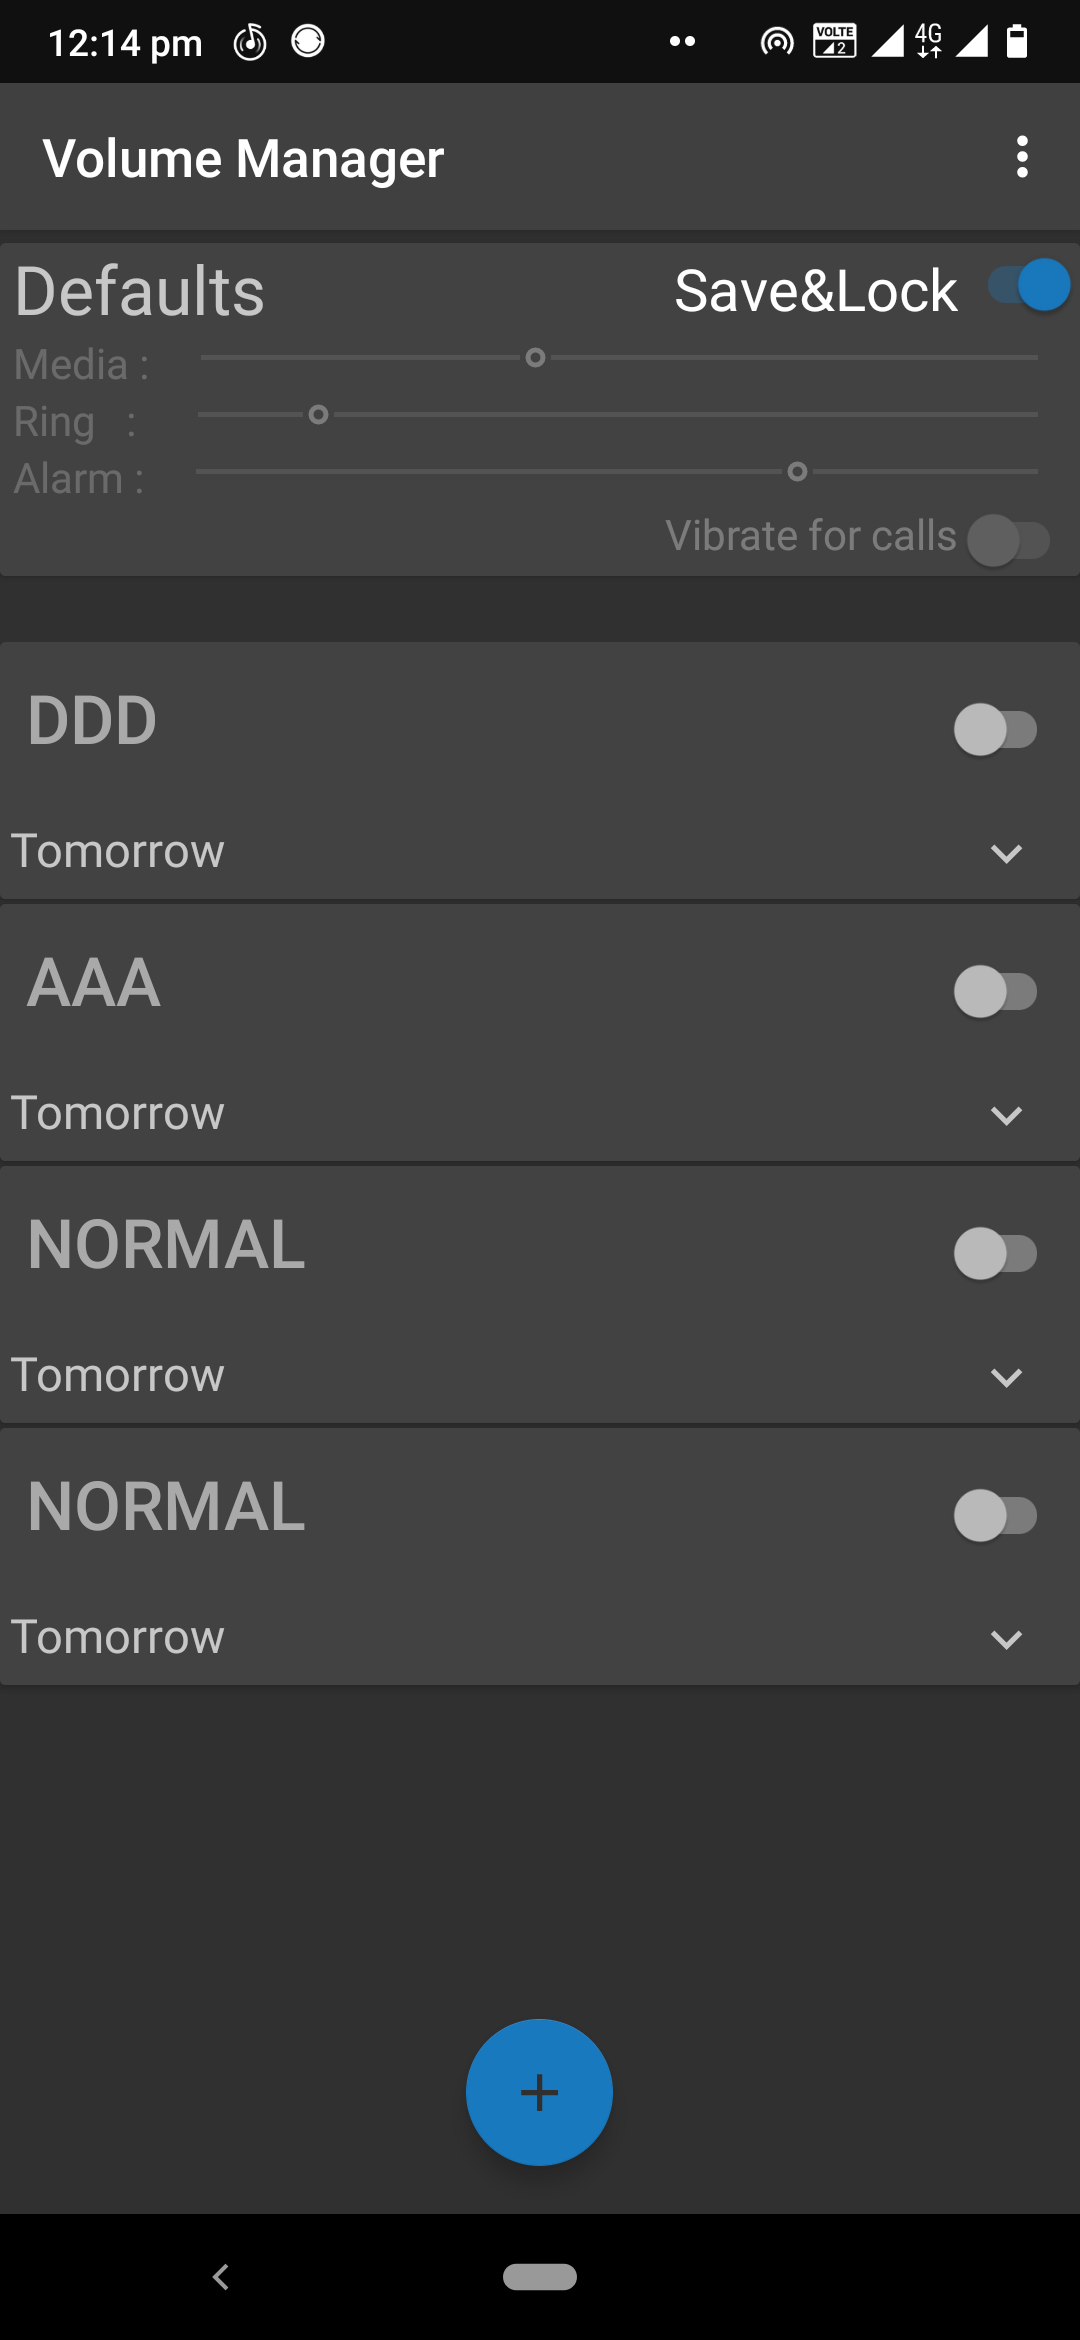 12:14 pm
VOLTE
2
4G
Volume Manager
Defaults
Save&Lock
Media :
Ring :
Alarm :
Vibrate for calls
DDD
Tomorrow
AAA
Tomorrow
NORMAL
Tomorrow
NORMAL
Tomorrow